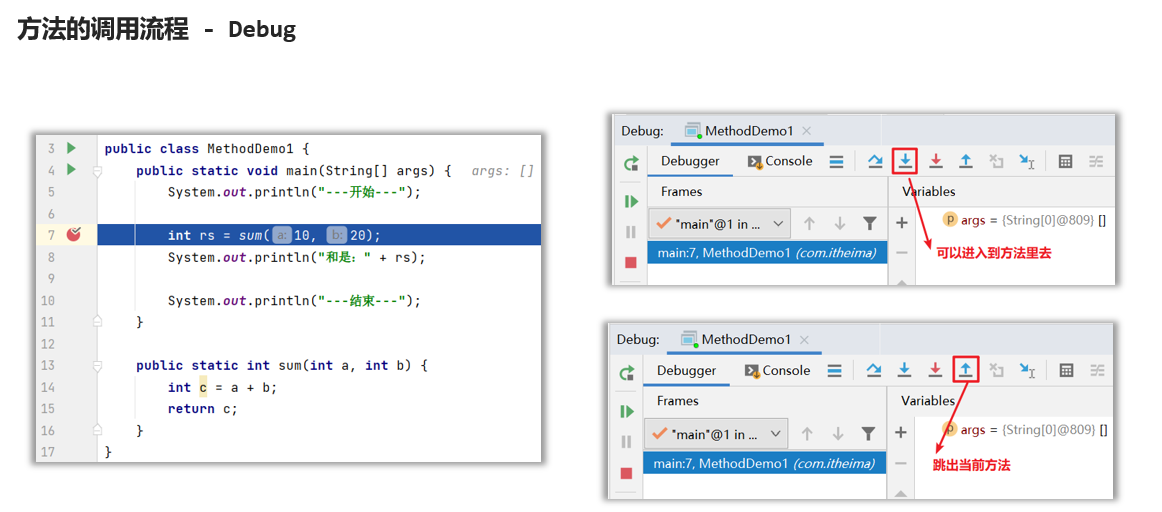 方法的调用流程 - Debug
3 public class MethodDemo1 {
4 public static void main(String[] args) { args: []
5 System.out.println("---开始---");
6
7 int rs = sum( a: 10, b: 20);
8 System.out.println("和是：" + rs);
9
10 System.out.println("---结束---");
11 }
12
13 public static int sum(int a, int b) {
14 int c = a + b;
15 return c;
16 }
17 }
Debug: MethodDemo1
Debugger Console
Frames Variables
"main"@1 in ... p args = {String[0]@809} []
main:7, MethodDemo1 (com.itheima)
可以进入到方法里去
Debug: MethodDemo1
Debugger Console
Frames Variables
"main"@1 in ... p args = {String[0]@809} []
main:7, MethodDemo1 (com.itheima)
跳出当前方法